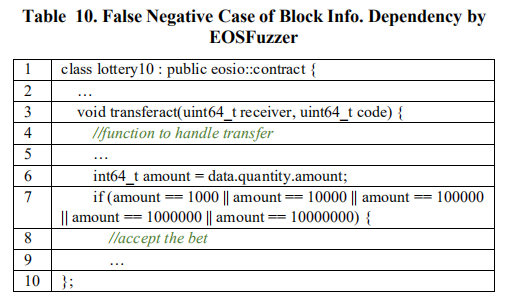 Table 10. False Negative Case of Block Info. Dependency by
EOSFuzzer
1 class lottery10 : public eosio::contract {
2 …
3 void transferact(uint64_t receiver, uint64_t code) {
4 //function to handle transfer
5 …
6 int64_t amount = data.quantity.amount;
7 if (amount == 1000 || amount == 10000 || amount == 100000
|| amount == 1000000 || amount == 10000000) {
8 //accept the bet
9 …
10 };